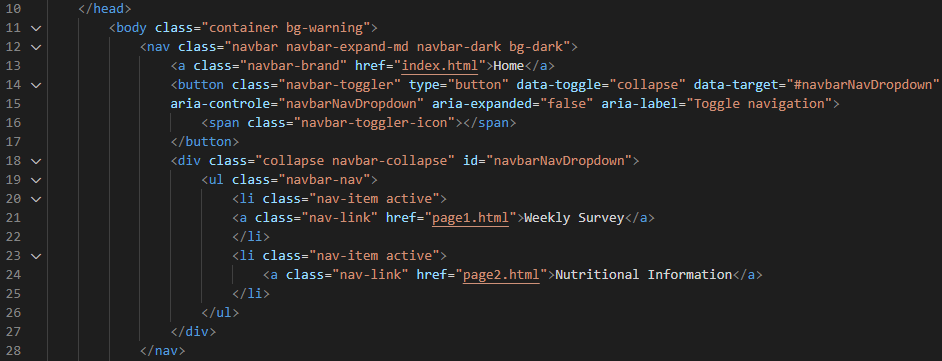 10 </head>
11 <body class="container bg-warning">
12 <nav class="navbar navbar-expand-md navbar-dark bg-dark">
13 <a class="navbar-brand" href="index.html">Home</a>
14 <button class="navbar-toggler" type="button" data-toggle="collapse" data-target="#navbarNavDropdown"
15 aria-controle="navbarNavDropdown" aria-expanded="false" aria-label="Toggle navigation">
16 <span class="navbar-toggler-icon"></span>
17 </button>
18 <div class="collapse navbar-collapse" id="navbarNavDropdown">
19 <ul class="navbar-nav">
20 <li class="nav-item active">
21 <a class="nav-link" href="page1.html">Weekly Survey</a>
22 </li>
23 <li class="nav-item active">
24 <a class="nav-link" href="page2.html">Nutritional Information</a>
25 </li>
26 </ul>
27 </div>
28 </nav>